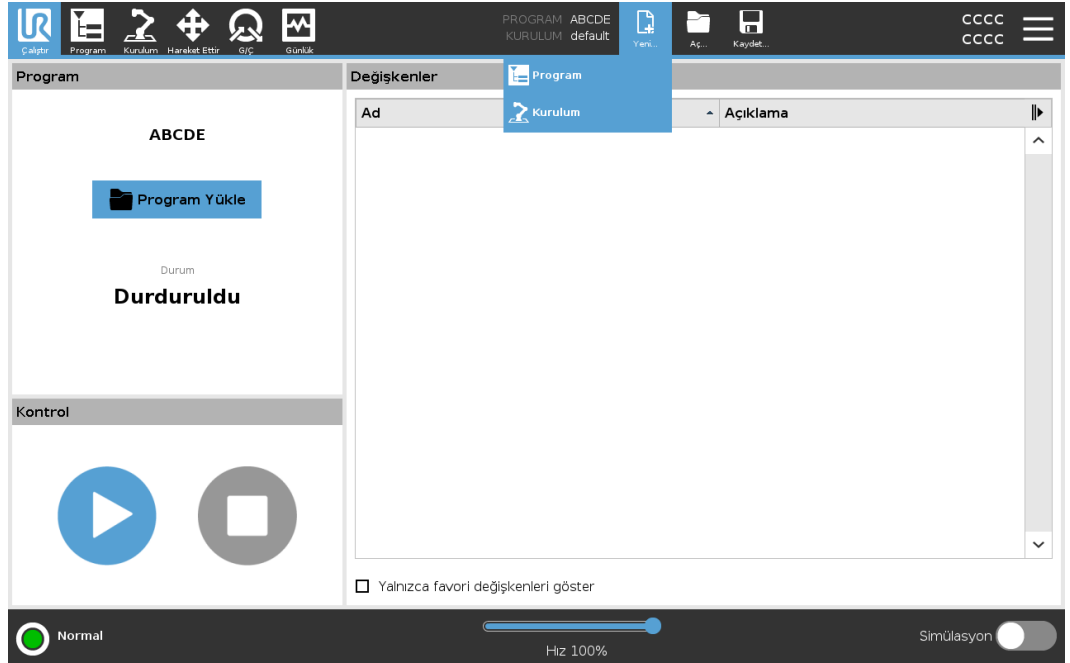 Çalıştır
Program
Kurulum
Hareket Ettir
G/Ç
Günlük
PROGRAM ABCDE
KURULUM default
Yeni...
Aç...
Kaydet...
CCCC
CCCC
Program
Kurulum
Program
ABCDE
Program Yükle
Durum
Durduruldu
Kontrol
Değişkenler
Ad
Açıklama
Yalnızca favori değişkenleri göster
Normal
Hız 100%
Simülasyon